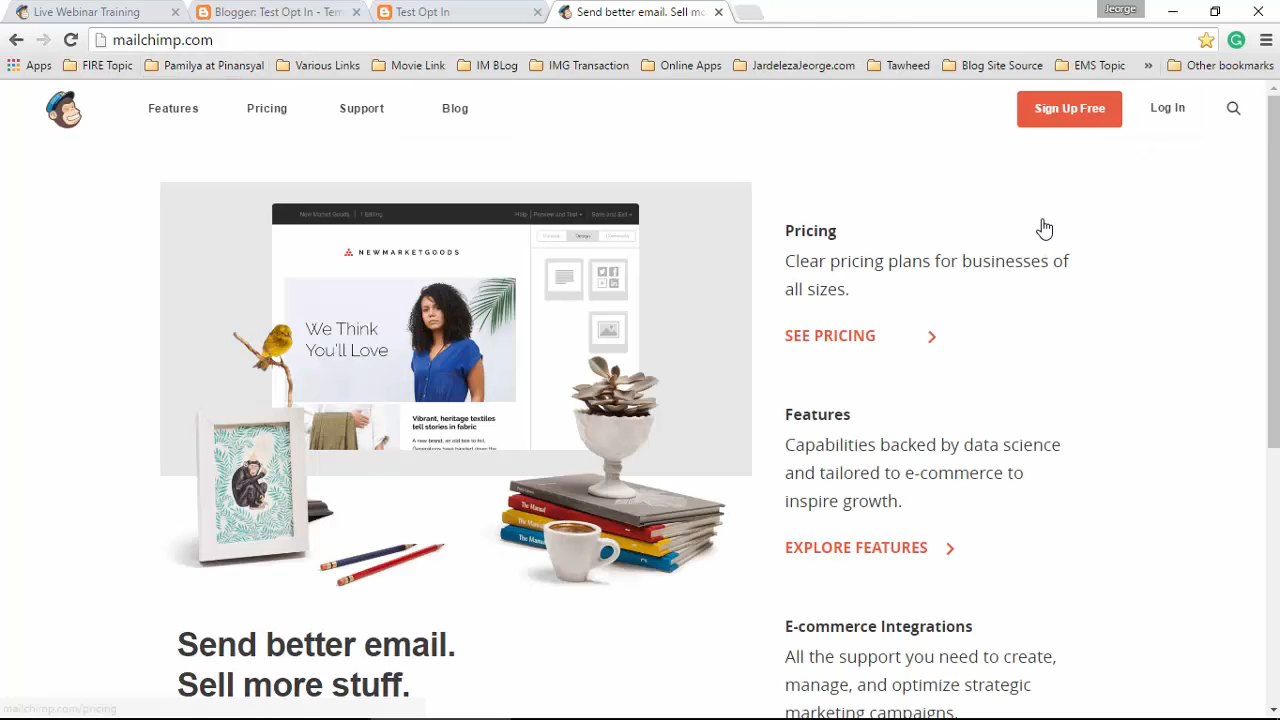 Live Webinar Training
Blogger: Test Opt In - Tem
Test Opt In
Send better email. Sell mo
Jeorge
mailchimp.com
Apps
FIRE Topic
Pamilya at Pinansyal
Various Links
Movie Link
IM BLog
IMG Transaction
Online Apps
JardelezaJeorge.com
Tawheed
Blog Site Source
EMS Topic
»
Other bookmarks
Features
Pricing
Support
Blog
Sign Up Free
Log In
New Market Goods
Editing
Help
Preview and Test
Save and Exit
Design
NEWMARKETGOODS
We Think
You'll Love
Vibrant, heritage textiles
tell stories in fabric
The Manual
The Manual
The Manual
Pricing
Clear pricing plans for businesses of
all sizes.
SEE PRICING
Features
Capabilities backed by data science
and tailored to e-commerce to
inspire growth.
EXPLORE FEATURES
E-commerce Integrations
All the support you need to create,
manage, and optimize strategic
marketing campaigns.
Send better email.
Sell more stuff.
mailchimp.com/pricing